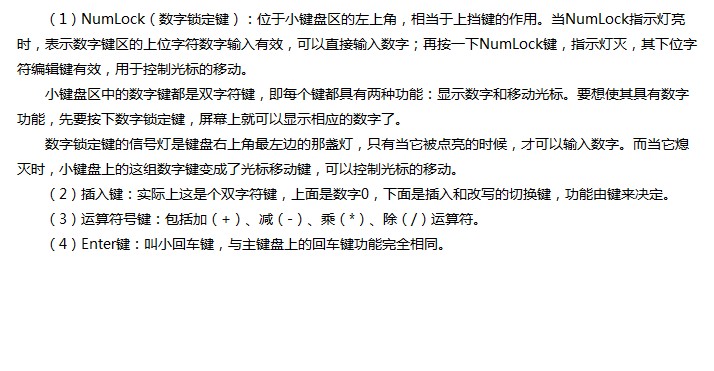 （1）NumLock（数字锁定键）：位于小键盘区的左上角，相当于上挡键的作用。当NumLock指示灯亮
时，表示数字键区的上位字符数字输入有效，可以直接输入数字；再按一下NumLock键，指示灯灭，其下位字
符编辑键有效，用于控制光标的移动。
小键盘区中的数字键都是双字符键，即每个键都具有两种功能：显示数字和移动光标。要想使其具有数字
功能，先要按下数字锁定键，屏幕上就可以显示相应的数字了。
数字锁定键的信号灯是键盘右上角最左边的那盏灯，只有当它被点亮的时候，才可以输入数字。而当它熄
灭时，小键盘上的这组数字键变成了光标移动键，可以控制光标的移动。
（2）插入键：实际上这是个双字符键，上面是数字0，下面是插入和改写的切换键，功能由键来决定。
（3）运算符号键：包括加（+）、减（-）、乘（*）、除（/）运算符。
（4）Enter键：叫小回车键，与主键盘上的回车键功能完全相同。